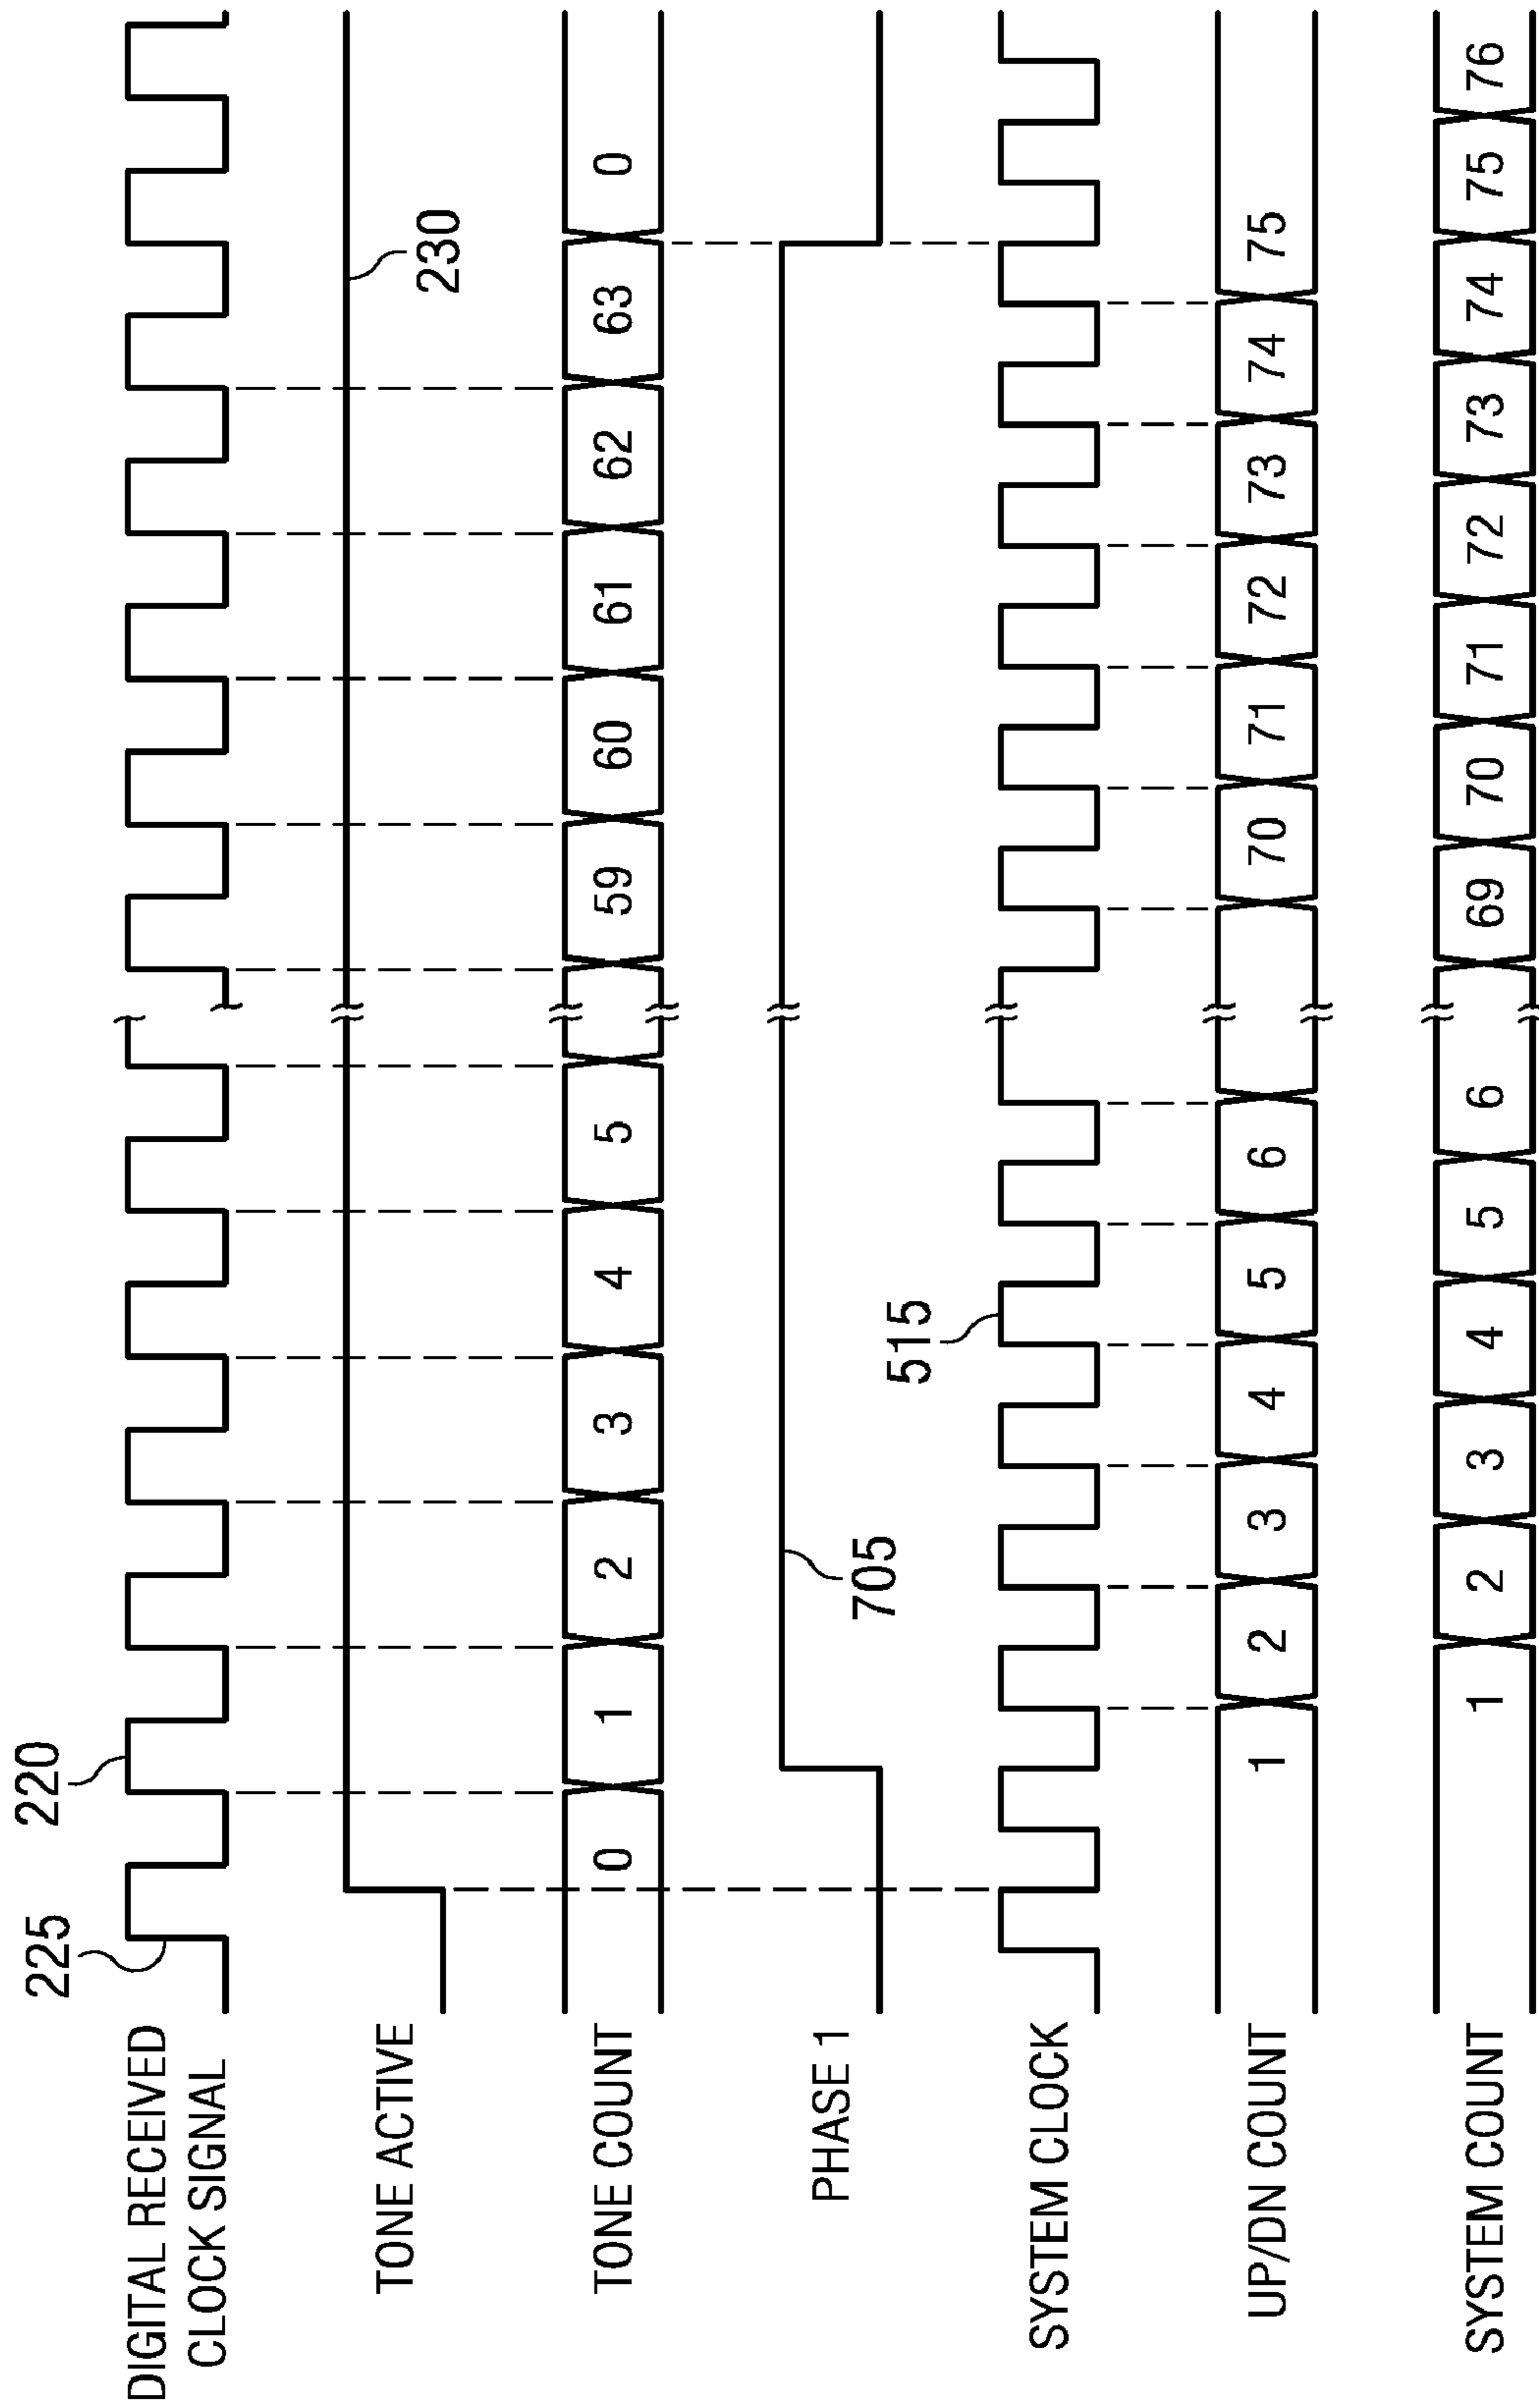 225
220
DIGITAL RECEIVED
CLOCK SIGNAL
TONE ACTIVE
230
TONE COUNT
0 1 2 3 4 5 59 60 61 62 63 0
PHASE 1
705
515
SYSTEM CLOCK
UP/DN COUNT
1 2 3 4 5 6 70 71 72 73 74 75
SYSTEM COUNT
1 2 3 4 5 6 69 70 71 72 73 74 75 76